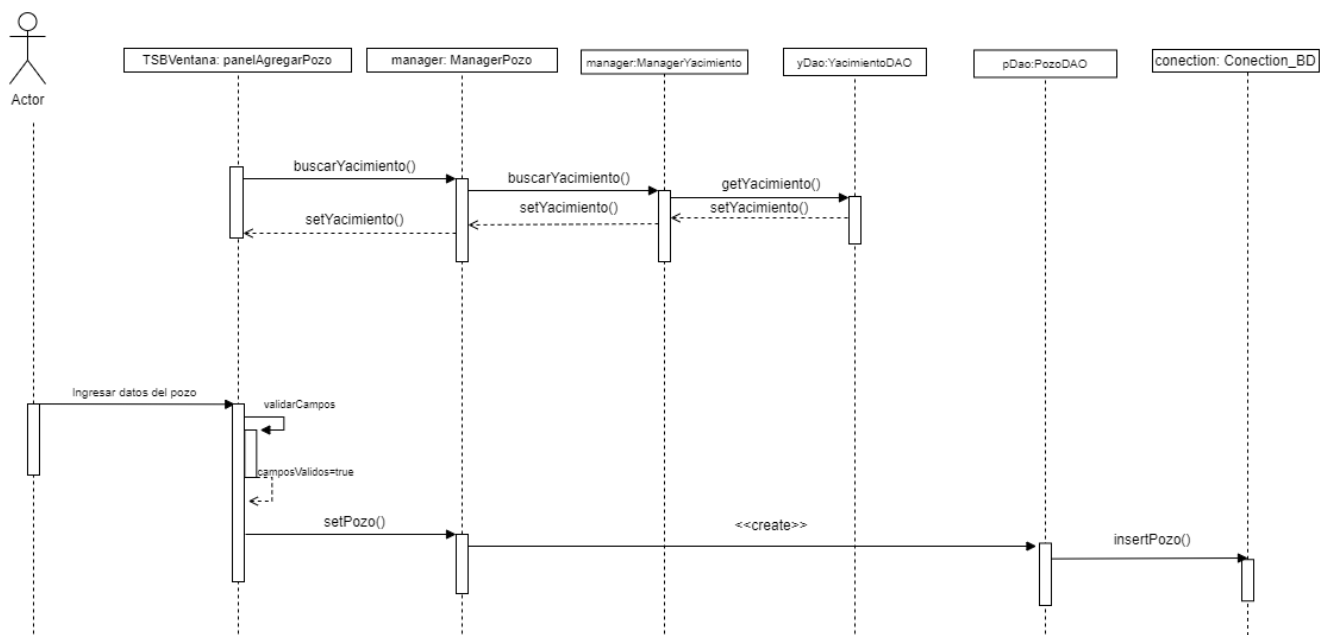 Actor
TSBVentana: panelAgregarPozo
manager: ManagerPozo
manager:ManagerYacimiento
yDao:YacimientoDAO
pDao:PozoDAO
conection: Conection_BD
buscarYacimiento()
buscarYacimiento()
getYacimiento()
setYacimiento()
setYacimiento()
setYacimiento()
Ingresar datos del pozo
validarCampos
camposValidos=true
setPozo()
<<create>>
insertPozo()